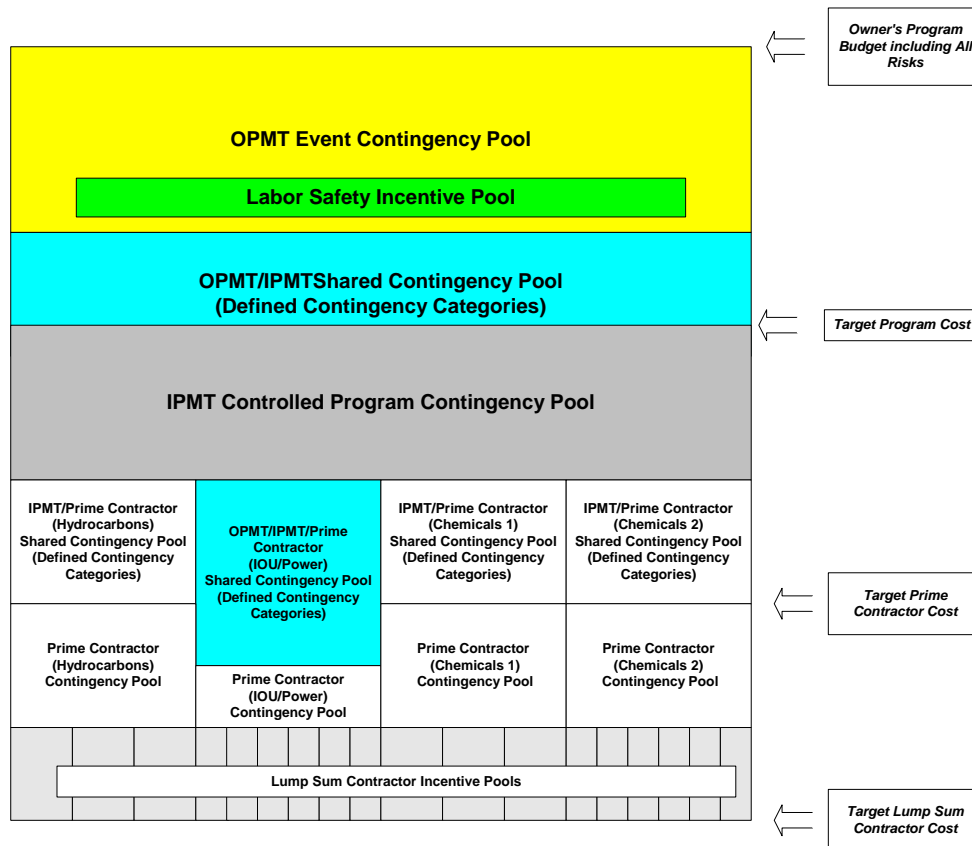 Owner's Program
Budget including All
Risks
OPMT Event Contingency Pool
Labor Safety Incentive Pool
OPMT/IPMTShared Contingency Pool
(Defined Contingency Categories)
Target Program Cost
IPMT Controlled Program Contingency Pool
IPMT/Prime Contractor
(Hydrocarbons)
Shared Contingency Pool
(Defined Contingency
Categories)
OPMT/IPMT/Prime
Contractor
(IOU/Power)
Shared Contingency Pool
(Defined Contingency
Categories)
IPMT/Prime Contractor
(Chemicals 1)
Shared Contingency Pool
(Defined Contingency
Categories)
IPMT/Prime Contractor
(Chemicals 2)
Shared Contingency Pool
(Defined Contingency
Categories)
Target Prime
Contractor Cost
Prime Contractor
(Hydrocarbons)
Contingency Pool
Prime Contractor
(IOU/Power)
Contingency Pool
Prime Contractor
(Chemicals 1)
Contingency Pool
Prime Contractor
(Chemicals 2)
Contingency Pool
Lump Sum Contractor Incentive Pools
Target Lump Sum
Contractor Cost